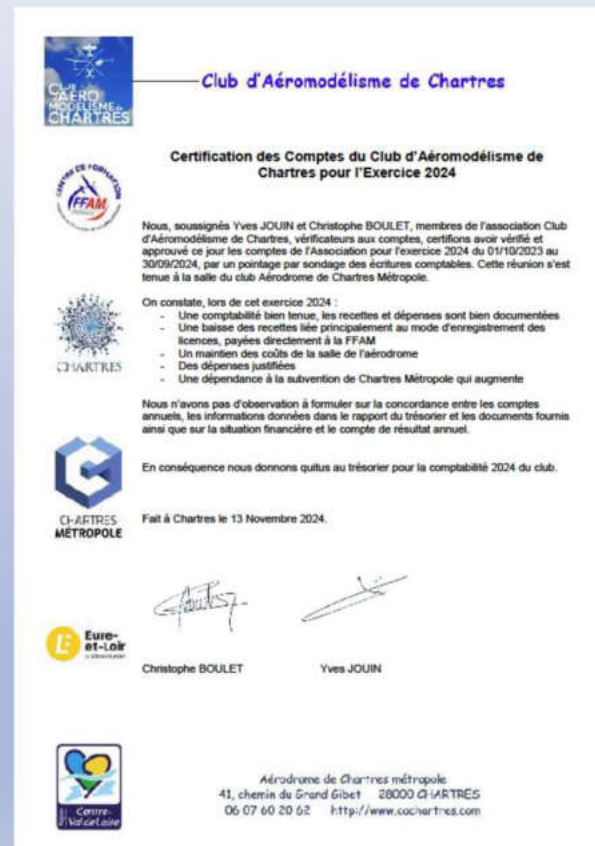 CLUB
d'AÉRO
MODÉLISME de
CHARTRES
Club d'Aéromodélisme de Chartres
Certification des Comptes du Club d'Aéromodélisme de
Chartres pour l'Exercice 2024
CENTRE DE FORMATION
FFAM
Nous, soussignés Yves JOUIN et Christophe BOULET, membres de l'association Club
d'Aéromodélisme de Chartres, vérificateurs aux comptes, certifions avoir vérifié et
approuvé ce jour les comptes de l'Association pour l'exercice 2024 du 01/10/2023 au
30/09/2024, par un pointage par sondage des écritures comptables. Cette réunion s'est
tenue à la salle du club Aérodrome de Chartres Métropole.
On constate, lors de cet exercice 2024 :
- Une comptabilité bien tenue, les recettes et dépenses sont bien documentées
- Une baisse des recettes liée principalement au mode d'enregistrement des
licences, payées directement à la FFAM
- Un maintien des coûts de la salle de l'aérodrome
- Des dépenses justifiées
- Une dépendance à la subvention de Chartres Métropole qui augmente
CHARTRES
Nous n'avons pas d'observation à formuler sur la concordance entre les comptes
annuels, les informations données dans le rapport du trésorier et les documents fournis
ainsi que sur la situation financière et le compte de résultat annuel.
En conséquence nous donnons quitus au trésorier pour la comptabilité 2024 du club.
CHARTRES
MÉTROPOLE
Fait à Chartres le 13 Novembre 2024.
Eure-
et-Loir
Christophe BOULET Yves JOUIN
Centre-
Val de Loire
Aérodrome de Chartres métropole
41, chemin du Grand Gibet 28000 CHARTRES
06 07 60 20 62 http://www.cachartres.com